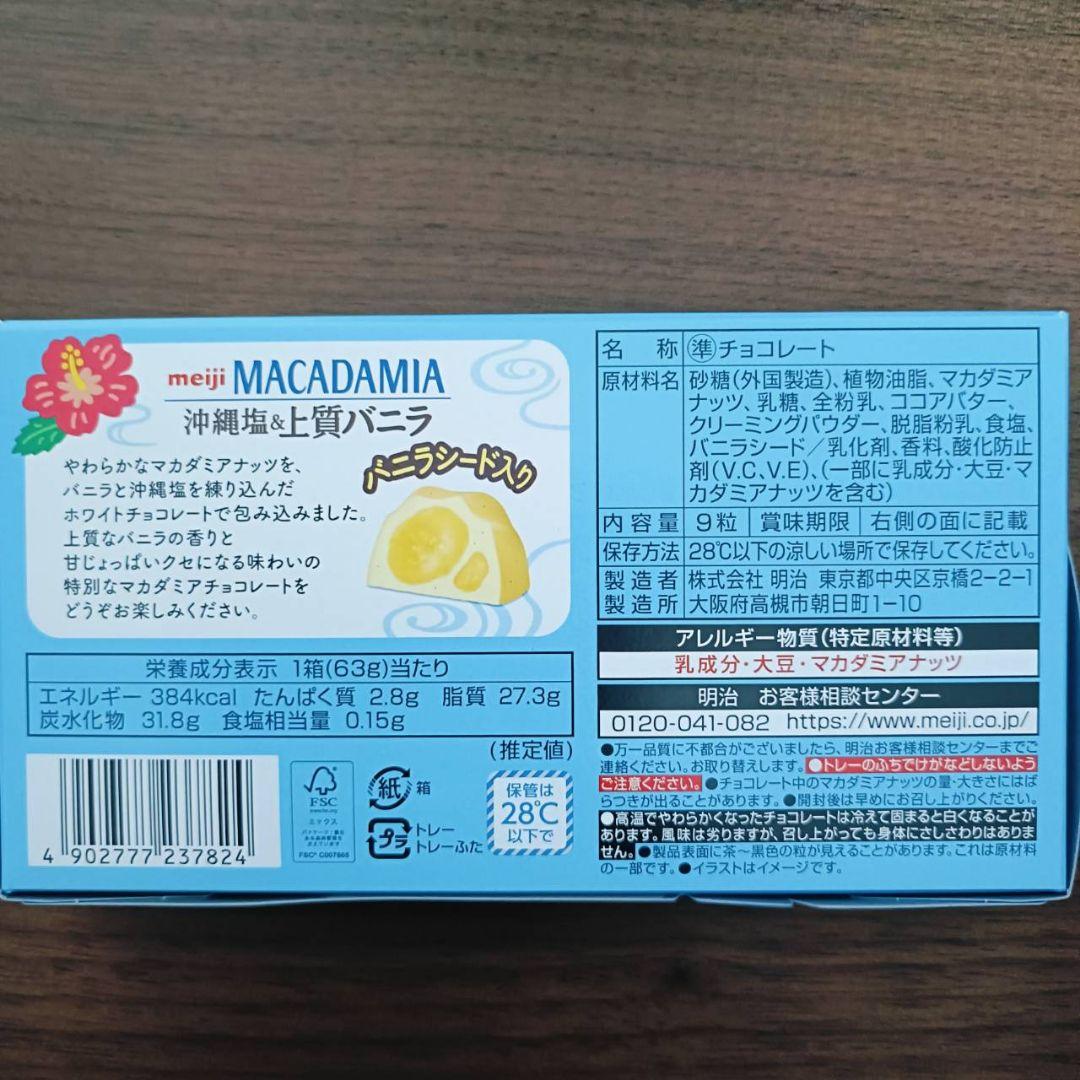 meiji MACADAMIA
沖縄塩&上質バニラ
やわらかなマカダミアナッツを、
バニラと沖縄塩を練り込んだ
ホワイトチョコレートで包み込みました。
上質なバニラの香りと
甘じょっぱいクセになる味わいの
特別なマカダミアチョコレートを
どうぞお楽しみください。
バニラシード入り
栄養成分表示 1箱(63g)当たり
エネルギー 384kcal たんぱく質 2.8g 脂質 27.3g
炭水化物 31.8g 食塩相当量 0.15g
(推定値)
4 902777 237824
FSC
ミックス
FSC® C007665
紙 箱
プラ トレー
トレーふた
保管は
28℃
以下で
名称 準チョコレート
原材料名 砂糖(外国製造)、植物油脂、マカダミア
ナッツ、乳糖、全粉乳、ココアバター、
クリーミングパウダー、脱脂粉乳、食塩、
バニラシード／乳化剤、香料、酸化防止
剤(V.C、V.E)、(一部に乳成分・大豆・マ
カダミアナッツを含む)
内容量 9粒 賞味期限 右側の面に記載
保存方法 28℃以下の涼しい場所で保存してください。
製造者 株式会社 明治 東京都中央区京橋2-2-1
製造所 大阪府高槻市朝日町1-10
アレルギー物質(特定原材料等)
乳成分・大豆・マカダミアナッツ
明治 お客様相談センター
0120-041-082 https://www.meiji.co.jp/
●万一品質に不都合がございましたら、明治お客様相談センターまでご
連絡ください。お取替えします。●トレーのふちでけがなどしないよう
ご注意ください。●チョコレート中のマカダミアナッツの量・大きさにはば
らつきが出ることがあります。●開封後は早めにお召し上がりください。
●高温でやわらかくなったチョコレートは冷えて固まると白くなることが
あります。風味は劣りますが、召し上がっても身体にさしさわりはありま
せん。●製品表面に茶～黒色の粒が見えることがあります。これは原材料
の一部です。●イラストはイメージです。